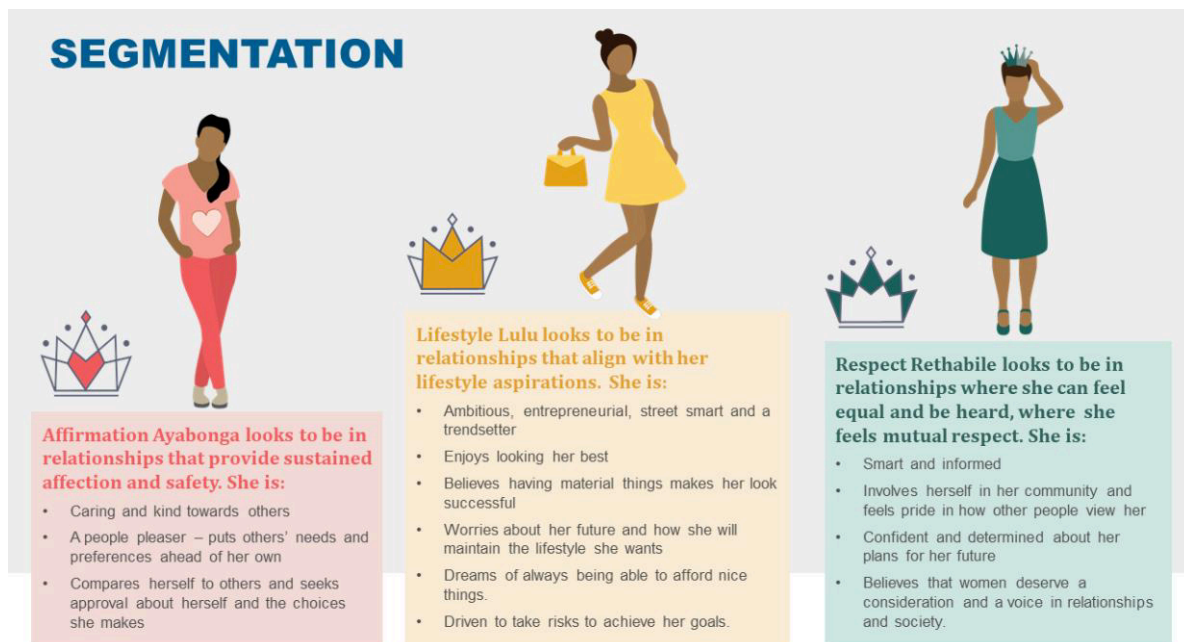 SEGMENTATION
Affirmation Ayabonga looks to be in
relationships that provide sustained
affection and safety. She is:
• Caring and kind towards others
• A people pleaser – puts others' needs and
preferences ahead of her own
• Compares herself to others and seeks
approval about herself and the choices
she makes
Lifestyle Lulu looks to be in
relationships that align with her
lifestyle aspirations. She is:
• Ambitious, entrepreneurial, street smart and a
trendsetter
• Enjoys looking her best
• Believes having material things makes her look
successful
• Worries about her future and how she will
maintain the lifestyle she wants
• Dreams of always being able to afford nice
things.
• Driven to take risks to achieve her goals.
Respect Rethabile looks to be in
relationships where she can feel
equal and be heard, where she
feels mutual respect. She is:
• Smart and informed
• Involves herself in her community and
feels pride in how other people view her
• Confident and determined about her
plans for her future
• Believes that women deserve a
consideration and a voice in relationships
and society.